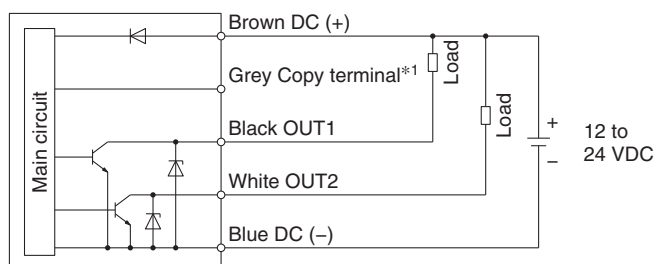 Brown DC (+)
Grey Copy terminal*1
Black OUT1
White OUT2
Blue DC (−)
Main circuit
Load
Load
+
−
12 to
24 VDC